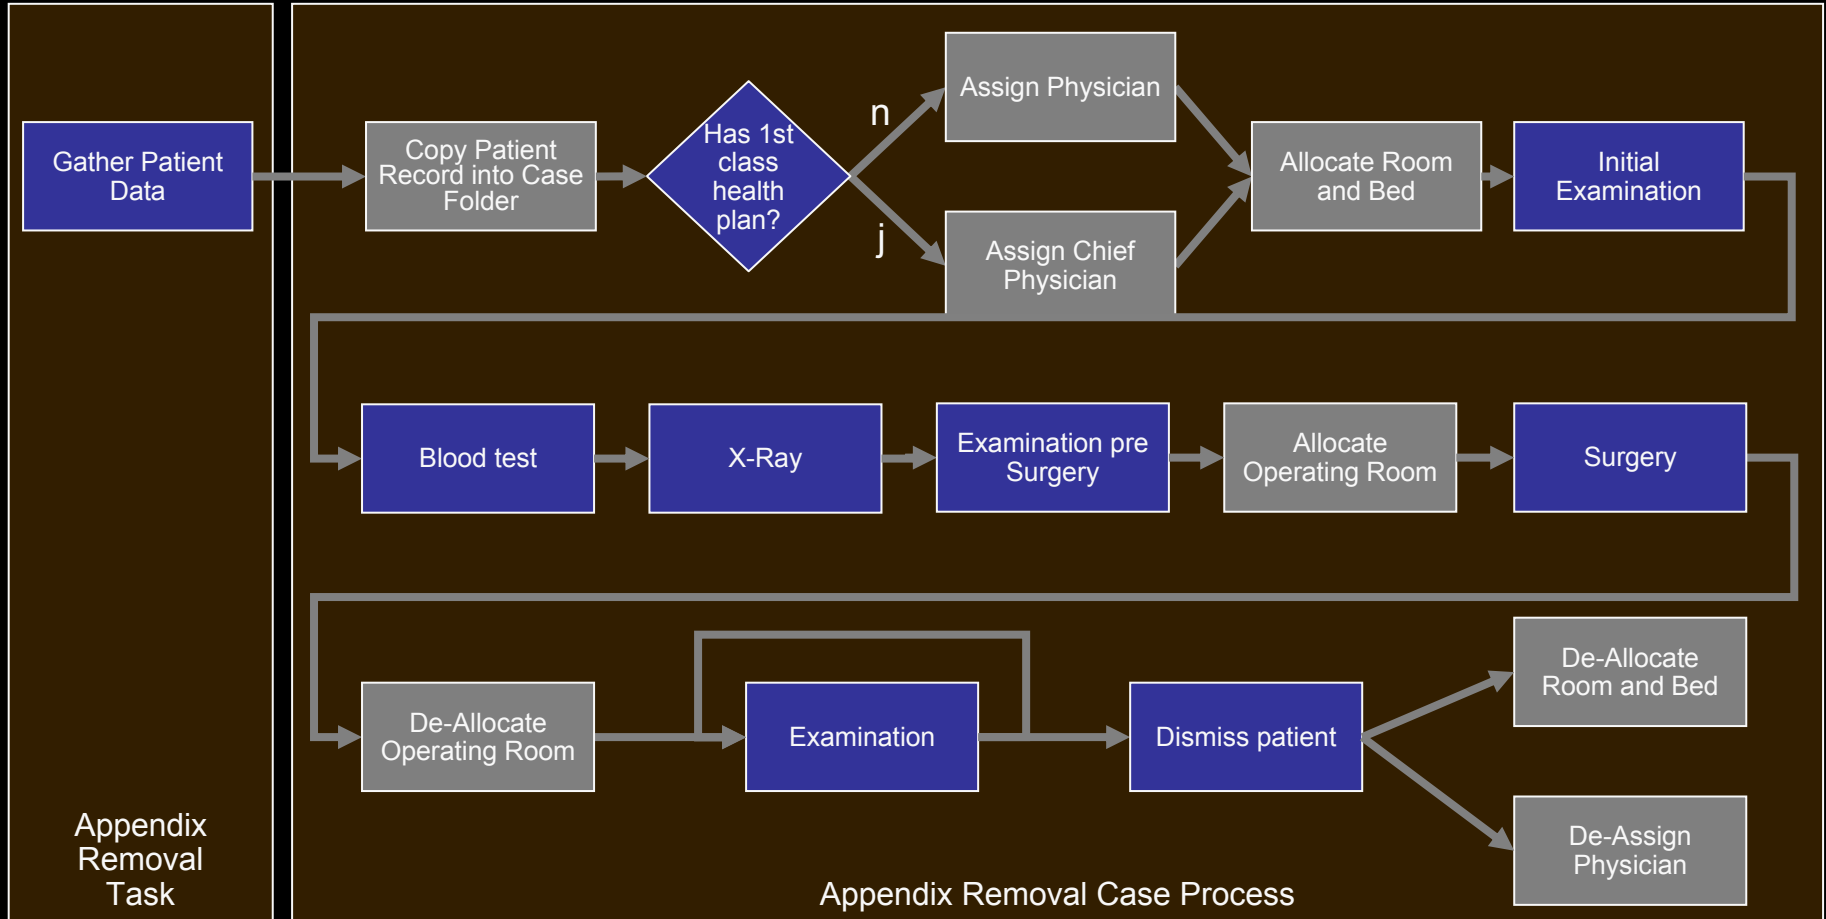 Gather Patient
Data
Copy Patient
Record into Case
Folder
Has 1st
class
health
plan?
n
j
Assign Physician
Assign Chief
Physician
Allocate Room
and Bed
Initial
Examination
Blood test
X-Ray
Examination pre
Surgery
Allocate
Operating Room
Surgery
De-Allocate
Operating Room
Examination
Dismiss patient
De-Allocate
Room and Bed
De-Assign
Physician
Appendix
Removal
Task
Appendix Removal Case Process